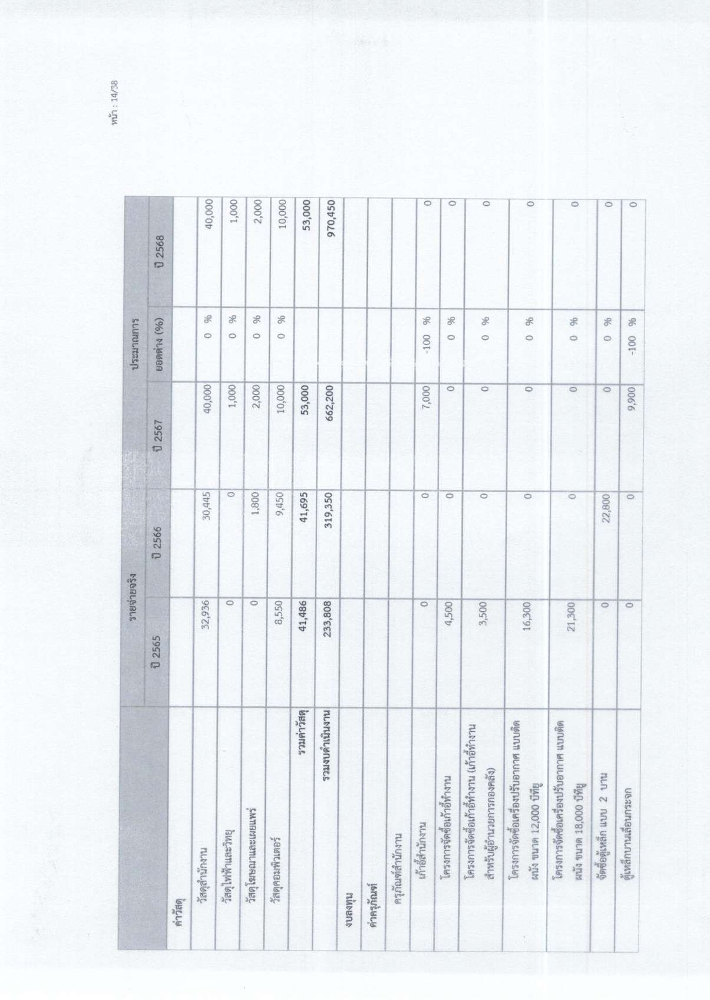 หน้า : 14/38
รายจ่ายจริง ประมาณการ
ปี 2565 ปี 2566 ปี 2567 ยอดต่าง (%) ปี 2568
ค่าวัสดุ
วัสดุสำนักงาน 32,936 30,445 40,000 0 % 40,000
วัสดุไฟฟ้าและวิทยุ 0 0 1,000 0 % 1,000
วัสดุโฆษณาและเผยแพร่ 0 1,800 2,000 0 % 2,000
วัสดุคอมพิวเตอร์ 8,550 9,450 10,000 0 % 10,000
รวมค่าวัสดุ 41,486 41,695 53,000 53,000
รวมงบดำเนินงาน 233,808 319,350 662,200 970,450
งบลงทุน
ค่าครุภัณฑ์
ครุภัณฑ์สำนักงาน
เก้าอี้สำนักงาน 0 0 7,000 -100 % 0
โครงการจัดซื้อเก้าอี้ทำงาน 4,500 0 0 0 % 0
โครงการจัดซื้อเก้าอี้ทำงาน (เก้าอี้ทำงาน 3,500 0 0 0 % 0
สำหรับผู้อำนวยการกองคลัง)
โครงการจัดซื้อเครื่องปรับอากาศ แบบติด 16,300 0 0 0 % 0
ผนัง ขนาด 12,000 บีทียู
โครงการจัดซื้อเครื่องปรับอากาศ แบบติด 21,300 0 0 0 % 0
ผนัง ขนาด 18,000 บีทียู
จัดซื้อตู้เหล็ก แบบ 2 บาน 0 22,800 0 0 % 0
ตู้เหล็กบานเลื่อนกระจก 0 0 9,900 -100 % 0